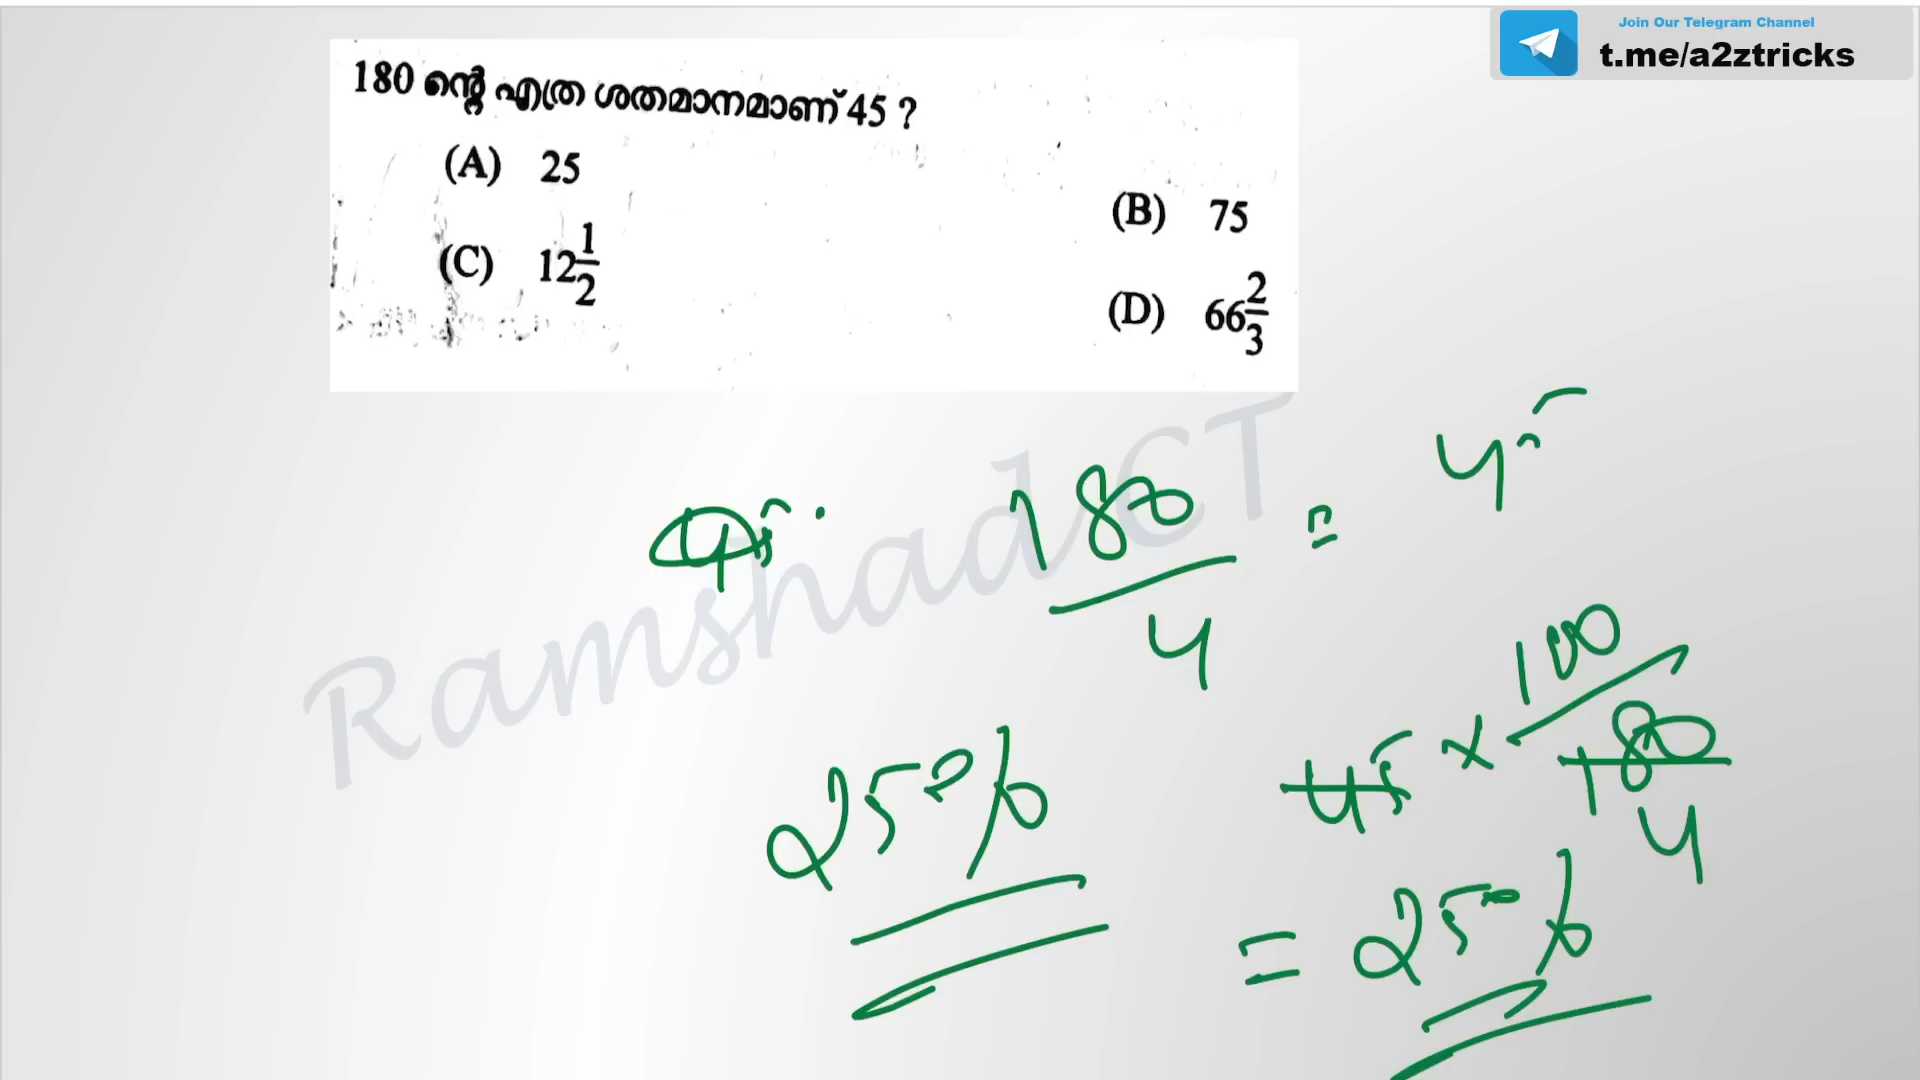 Join Our Telegram Channel
t.me/a2ztricks
180 ന്റെ എത്ര ശതമാനമാണ് 45 ?
(A) 25
(B) 75
(C) 12 1/2
(D) 66 2/3
Ramshad CT
45
180/4 = 45
45 × 100/180
4
25%
= 25%